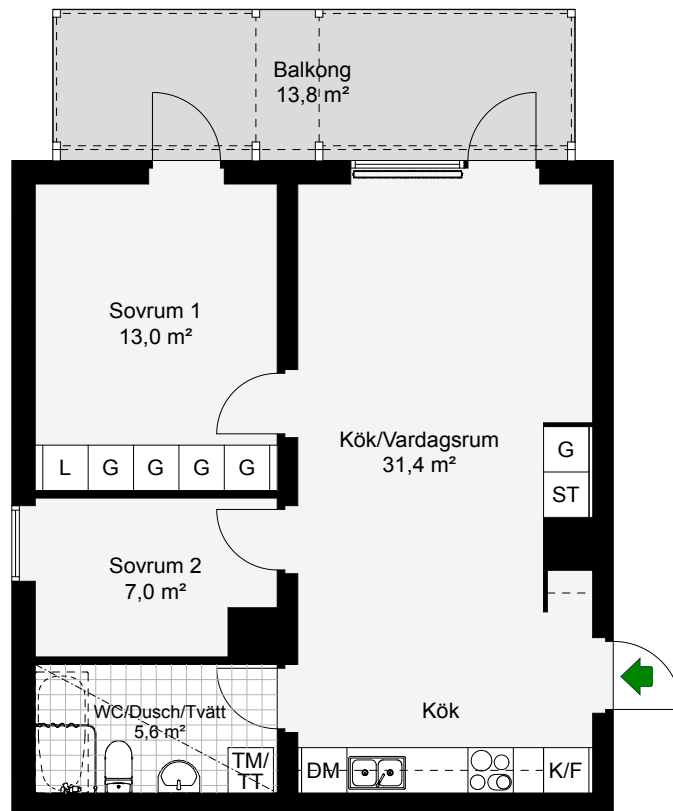 Balkong
13,8 m²
Sovrum 1
13,0 m²
Kök/Vardagsrum
31,4 m²
G
ST
L G G G G
Sovrum 2
7,0 m²
WC/Dusch/Tvätt
5,6 m²
Kök
TM/
TT
DM
K/F